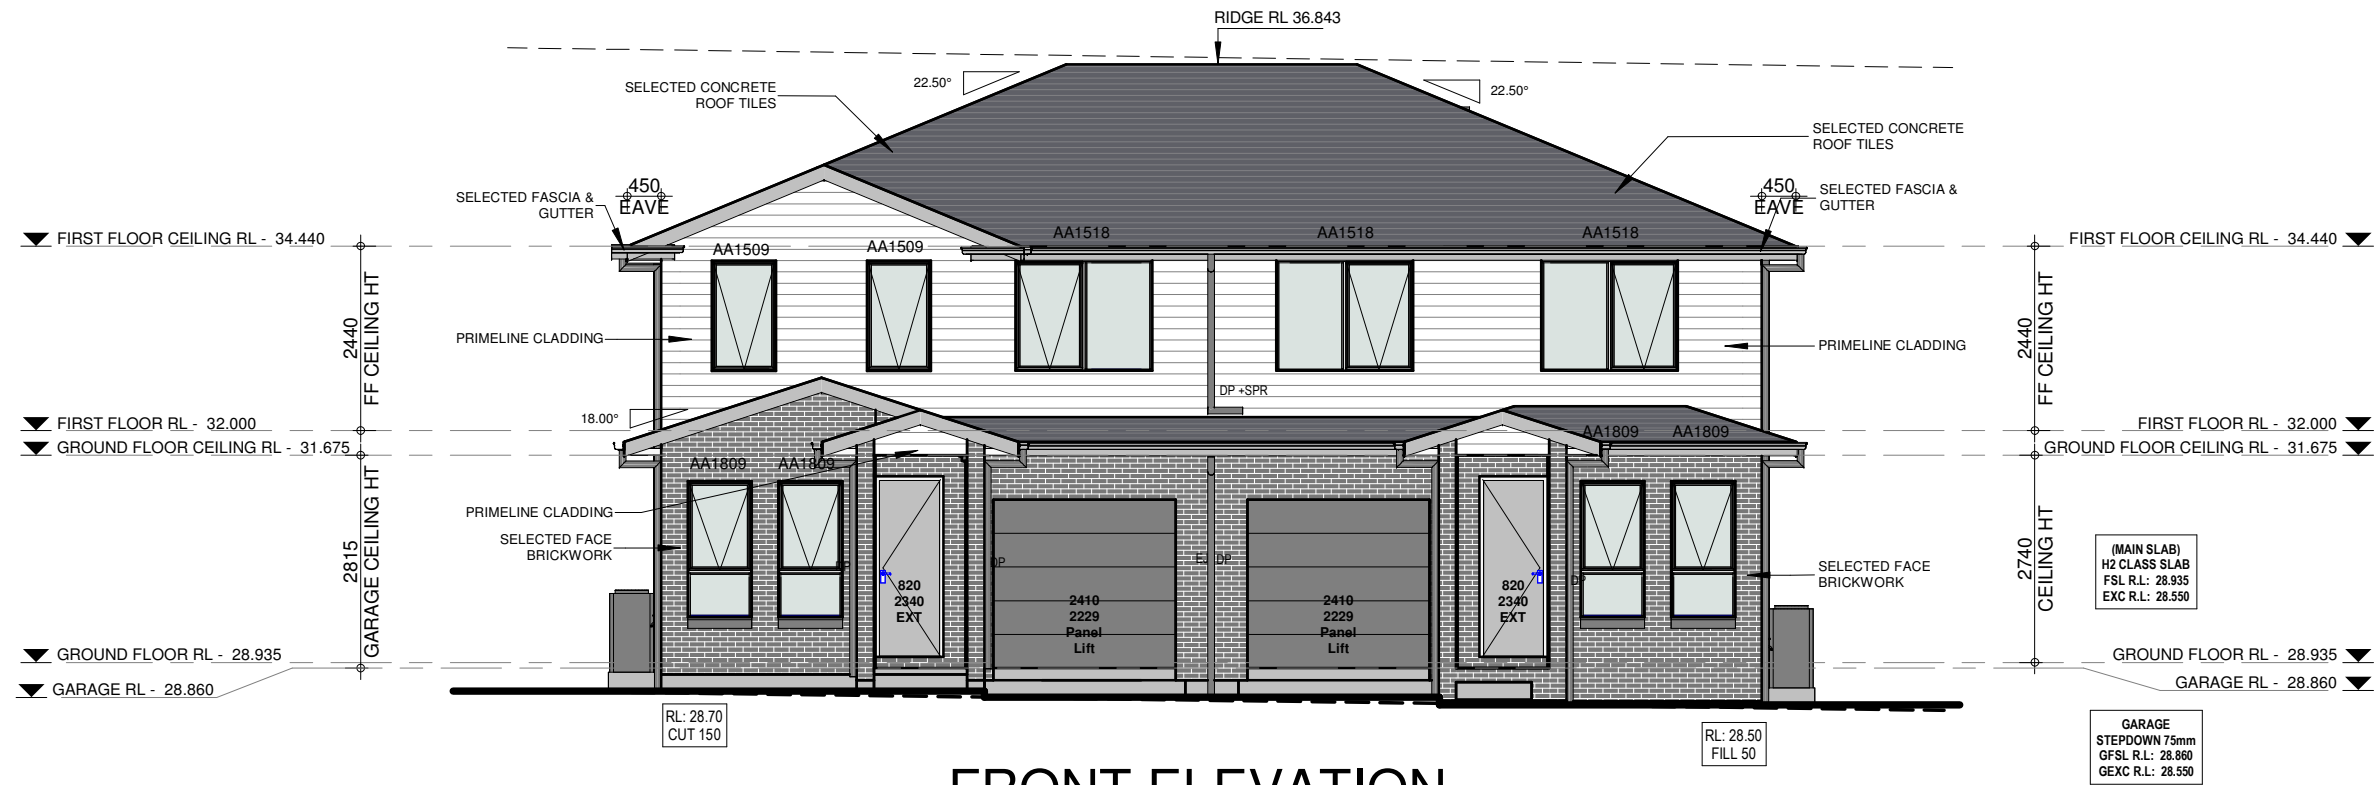 RIDGE RL 36.843
22.50°
22.50°
SELECTED CONCRETE
ROOF TILES
SELECTED CONCRETE
ROOF TILES
450
EAVE
SELECTED FASCIA &
GUTTER
450
EAVE
SELECTED FASCIA &
GUTTER
FIRST FLOOR CEILING RL - 34.440
AA1509
AA1509
AA1518
AA1518
AA1518
FIRST FLOOR CEILING RL - 34.440
2440
FF CEILING HT
PRIMELINE CLADDING
PRIMELINE CLADDING
2440
FF CEILING HT
DP +SPR
18.00°
FIRST FLOOR RL - 32.000
FIRST FLOOR RL - 32.000
GROUND FLOOR CEILING RL - 31.675
GROUND FLOOR CEILING RL - 31.675
AA1809
AA1809
AA1809
AA1809
PRIMELINE CLADDING
SELECTED FACE
BRICKWORK
2815
GARAGE CEILING HT
DP
820
2340
EXT
DP
2410
2229
Panel
Lift
EJ
DP
2410
2229
Panel
Lift
820
2340
EXT
DP
SELECTED FACE
BRICKWORK
2740
CEILING HT
(MAIN SLAB)
H2 CLASS SLAB
FSL R.L: 28.935
EXC R.L: 28.550
GROUND FLOOR RL - 28.935
GROUND FLOOR RL - 28.935
GARAGE RL - 28.860
GARAGE RL - 28.860
RL: 28.70
CUT 150
RL: 28.50
FILL 50
GARAGE
STEPDOWN 75mm
GFSL R.L: 28.860
GEXC R.L: 28.550
FRONT ELEVATION